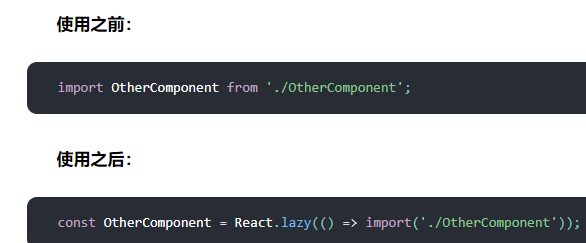 使用之前：
import OtherComponent from './OtherComponent';
使用之后：
const OtherComponent = React.lazy(() => import('./OtherComponent'));